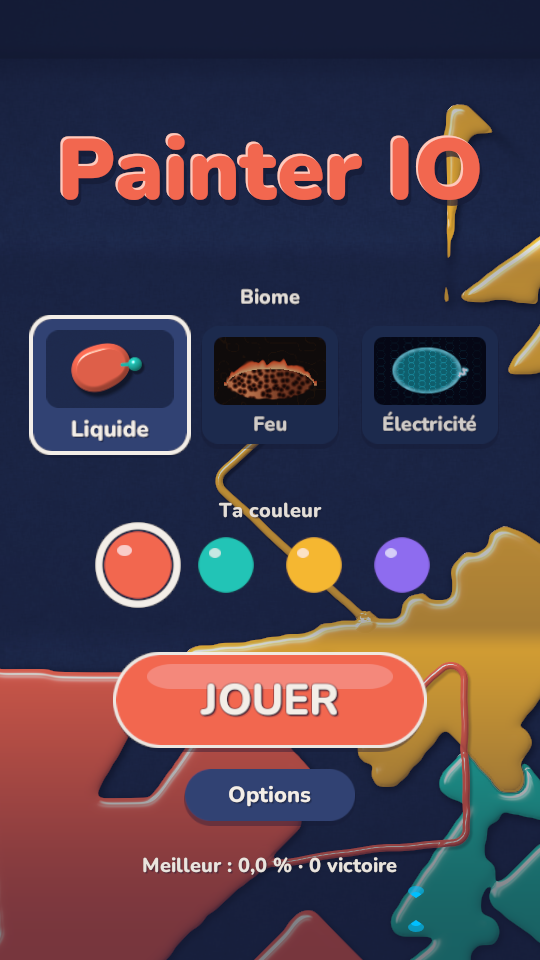 Painter IO
Biome
Liquide
Feu
Électricité
Ta couleur
JOUER
Options
Meilleur : 0,0 % · 0 victoire